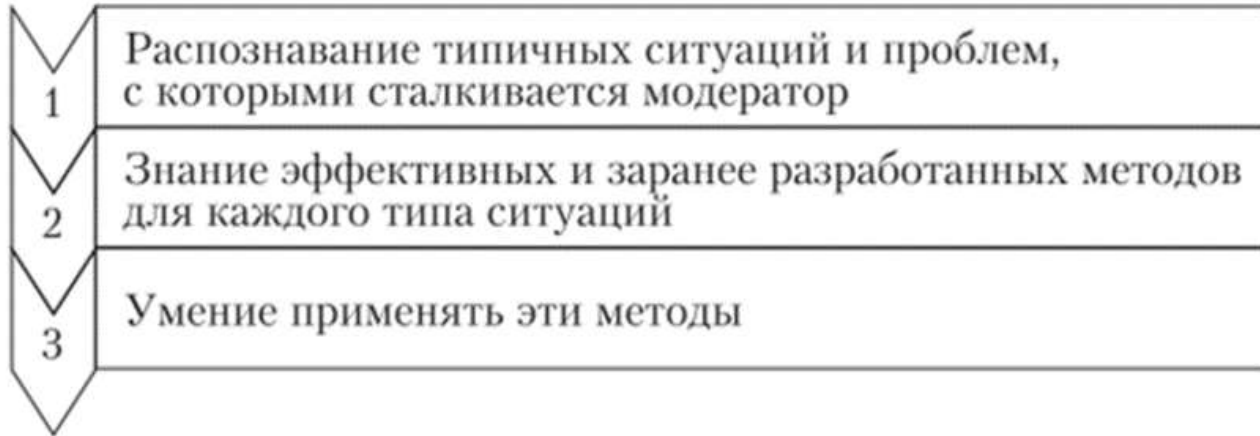 1
Распознавание типичных ситуаций и проблем,
с которыми сталкивается модератор
2
Знание эффективных и заранее разработанных методов
для каждого типа ситуаций
3
Умение применять эти методы